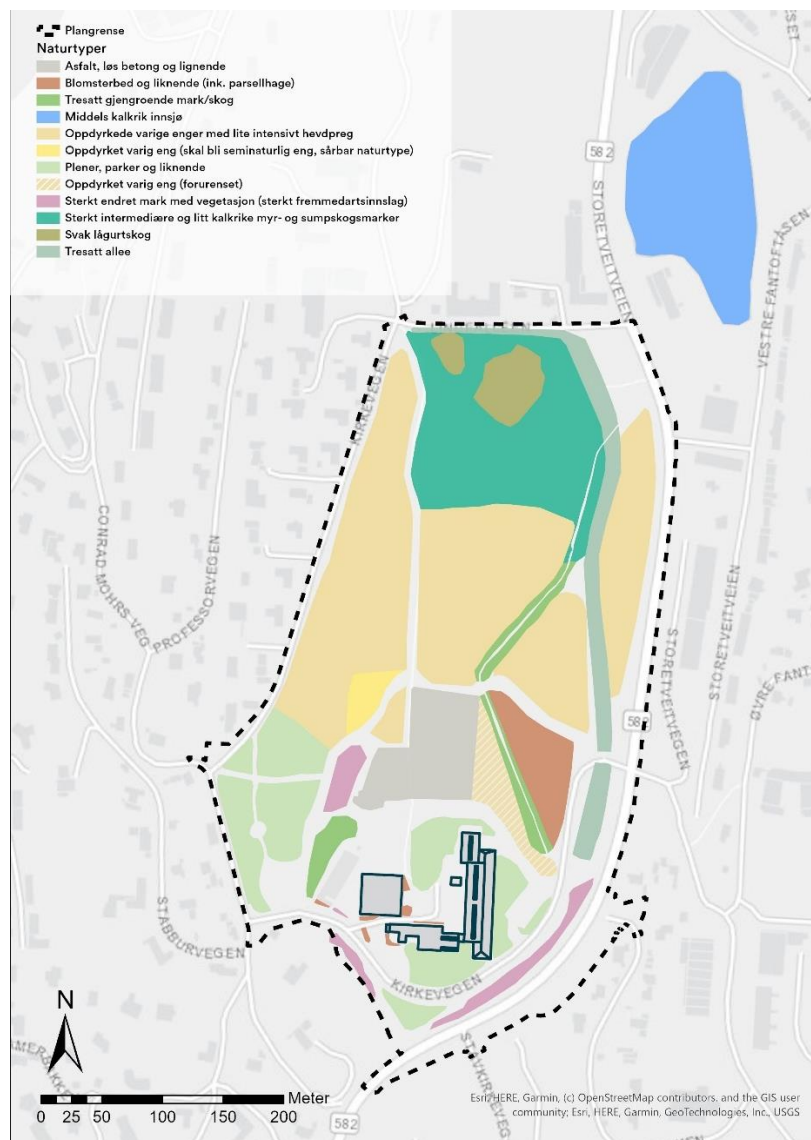 Plangrense
Naturtyper
Asfalt, løs betong og lignende
Blomsterbed og liknende (ink. parsellhage)
Tresatt gjengroende mark/skog
Middels kalkrik innsjø
Oppdyrkede varige enger med lite intensivt hevdpreg
Oppdyrket varig eng (skal bli seminaturlig eng, sårbar naturtype)
Plener, parker og liknende
Oppdyrket varig eng (forurenset)
Sterkt endret mark med vegetasjon (sterkt fremmedartsinnslag)
Sterkt intermediære og litt kalkrike myr- og sumpskogsmarker
Svak lågurtskog
Tresatt allee
582
STORETVEITVEIEN
VESTRE FANTOFTÅSEN
KIRKEVEGEN
CONRAD MOHRS VEG
PROFESSORVEGEN
STORETVEITVEIEN
STORETVEITVEGEN
ØVRE FANT
582
STABBURVEGEN
KIRKEVEGEN
STAVKIRKEVEG
N
Meter
0 25 50 100 150 200
582
Esri, HERE, Garmin, (c) OpenStreetMap contributors, and the GIS user
community; Esri, HERE, Garmin, GeoTechnologies, Inc., USGS